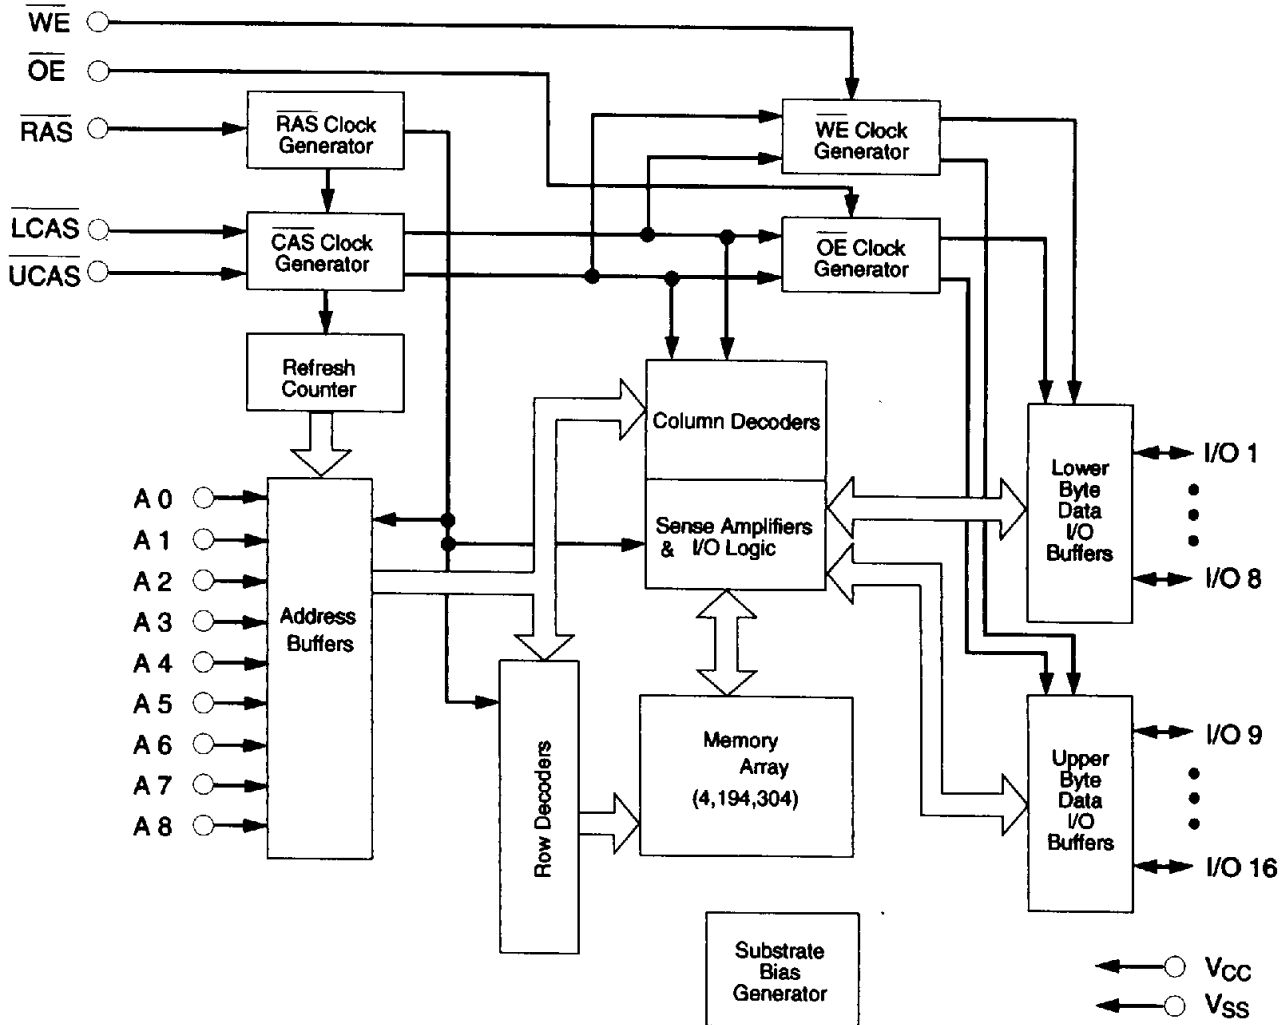 WE
OE
RAS
RAS Clock
Generator
WE Clock
Generator
LCAS
UCAS
CAS Clock
Generator
OE Clock
Generator
Refresh
Counter
Column Decoders
Sense Amplifiers
& I/O Logic
Lower
Byte
Data
I/O
Buffers
I/O 1
I/O 8
A 0
A 1
A 2
A 3
A 4
A 5
A 6
A 7
A 8
Address
Buffers
Row Decoders
Memory
Array
(4,194,304)
Upper
Byte
Data
I/O
Buffers
I/O 9
I/O 16
Substrate
Bias
Generator
VCC
VSS